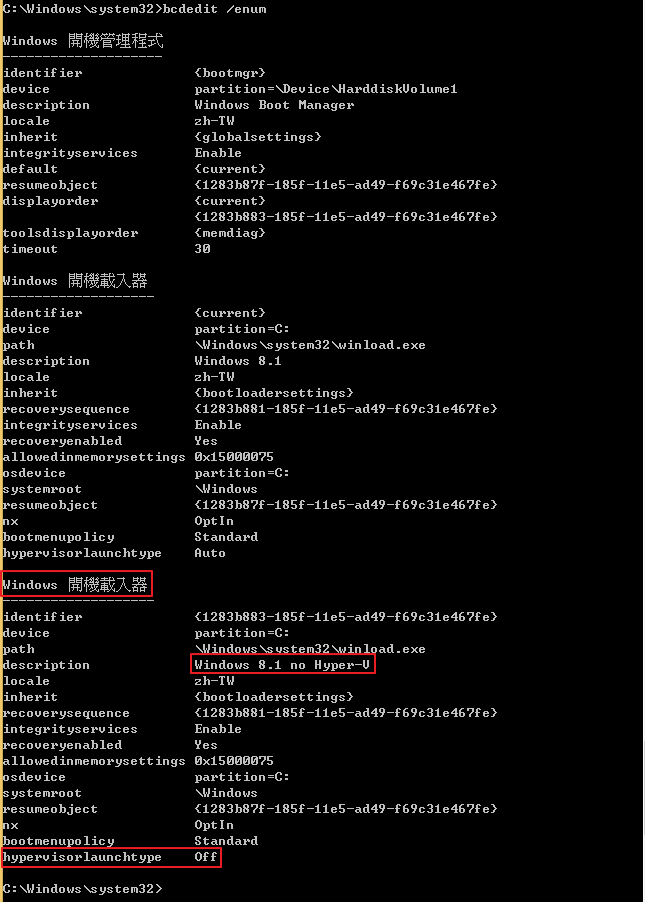 C:\Windows\system32>bcdedit /enum
Windows 開機管理程式
--------------------
identifier              {bootmgr}
device                  partition=\Device\HarddiskVolume1
description             Windows Boot Manager
locale                  zh-TW
inherit                 {globalsettings}
integrityservices       Enable
default                 {current}
resumeobject            {1283b87f-185f-11e5-ad49-f69c31e467fe}
displayorder            {current}
                        {1283b883-185f-11e5-ad49-f69c31e467fe}
toolsdisplayorder       {memdiag}
timeout                 30
Windows 開機載入器
-------------------
identifier              {current}
device                  partition=C:
path                    \Windows\system32\winload.exe
description             Windows 8.1
locale                  zh-TW
inherit                 {bootloadersettings}
recoverysequence        {1283b881-185f-11e5-ad49-f69c31e467fe}
integrityservices       Enable
recoveryenabled         Yes
allowedinmemorysettings 0x15000075
osdevice                partition=C:
systemroot              \Windows
resumeobject            {1283b87f-185f-11e5-ad49-f69c31e467fe}
nx                      OptIn
bootmenupolicy          Standard
hypervisorlaunchtype    Auto
Windows 開機載入器
-------------------
identifier              {1283b883-185f-11e5-ad49-f69c31e467fe}
device                  partition=C:
path                    \Windows\system32\winload.exe
description             Windows 8.1 no Hyper-V
locale                  zh-TW
inherit                 {bootloadersettings}
recoverysequence        {1283b881-185f-11e5-ad49-f69c31e467fe}
integrityservices       Enable
recoveryenabled         Yes
allowedinmemorysettings 0x15000075
osdevice                partition=C:
systemroot              \Windows
resumeobject            {1283b87f-185f-11e5-ad49-f69c31e467fe}
nx                      OptIn
bootmenupolicy          Standard
hypervisorlaunchtype    Off
C:\Windows\system32>